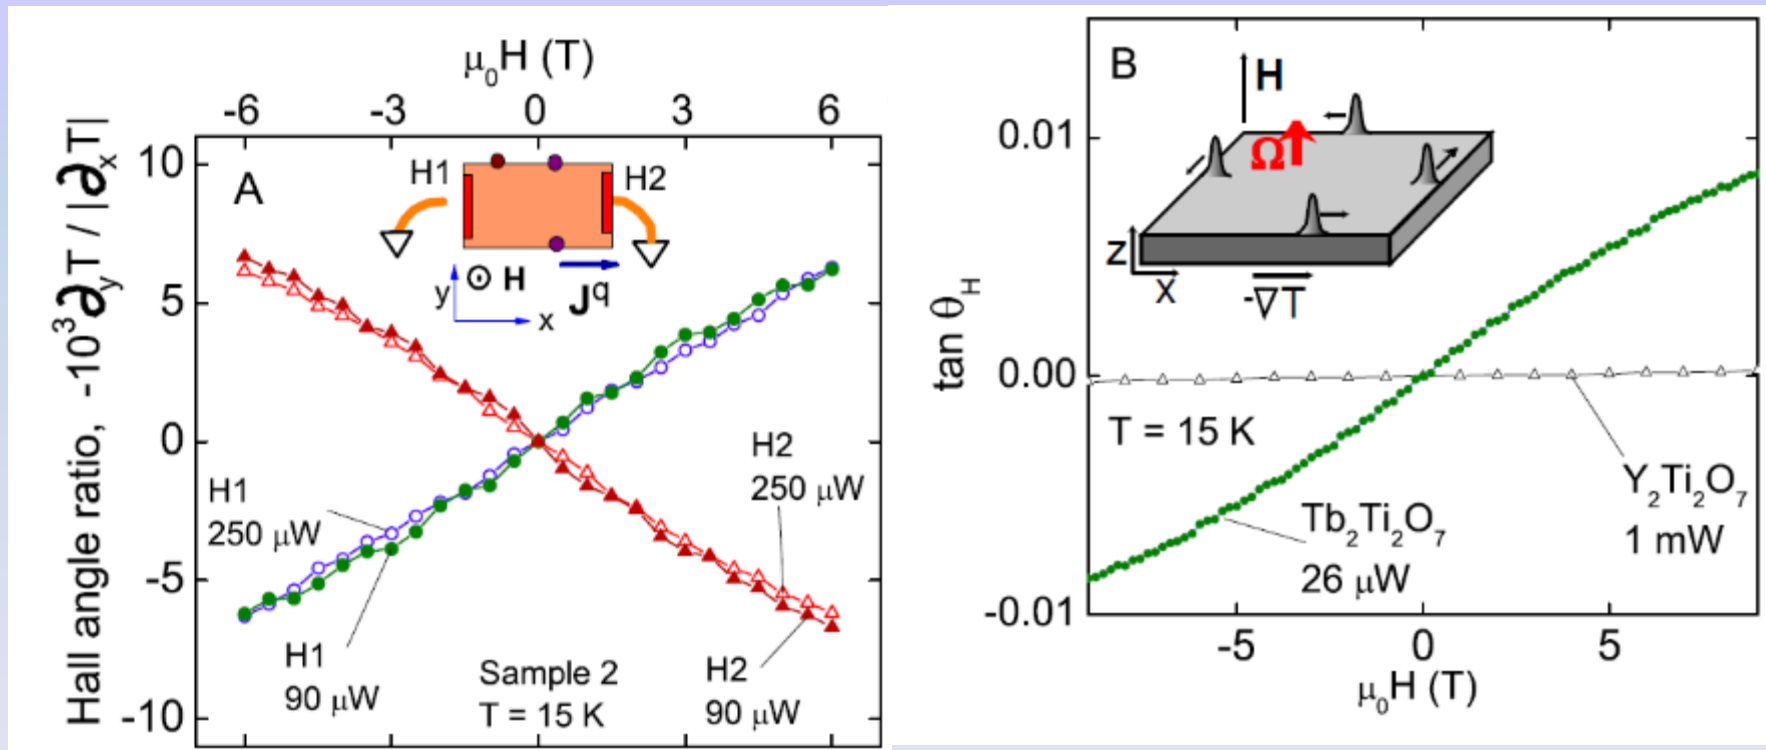 μ₀H (T)
-6 -3 0 3 6
Hall angle ratio, -10³ ∂yT / |∂xT|
10
5
0
-5
-10
A
H1
H2
H
y
x
J^q
H1
250 μW
H1
90 μW
H2
250 μW
H2
90 μW
Sample 2
T = 15 K
B
H
Ω
Z
X
-∇T
tan θ_H
0.01
0.00
-0.01
T = 15 K
Y₂Ti₂O₇
1 mW
Tb₂Ti₂O₇
26 μW
-5 0 5
μ₀H (T)